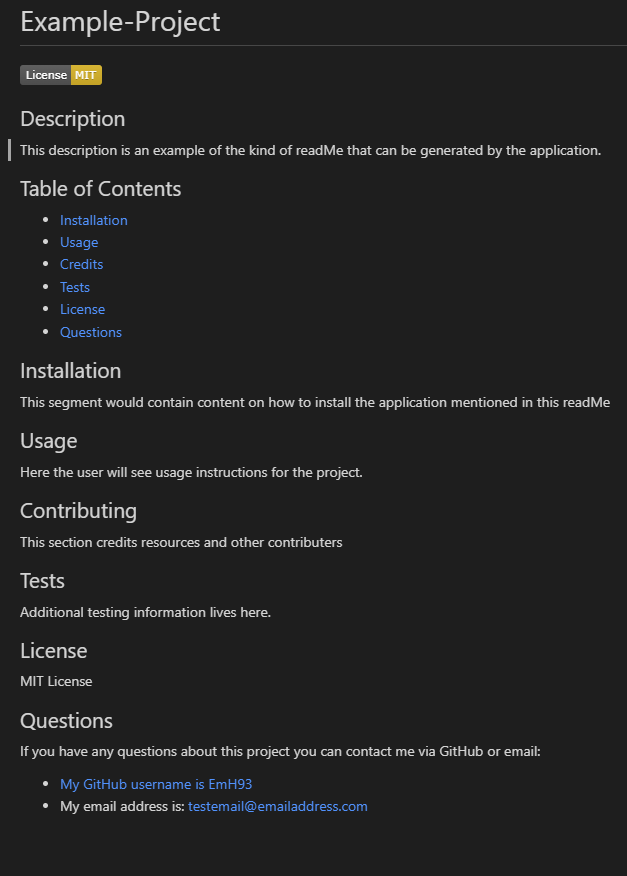 Example-Project
License MIT
Description
This description is an example of the kind of readMe that can be generated by the application.
Table of Contents
Installation
Usage
Credits
Tests
License
Questions
Installation
This segment would contain content on how to install the application mentioned in this readMe
Usage
Here the user will see usage instructions for the project.
Contributing
This section credits resources and other contributers
Tests
Additional testing information lives here.
License
MIT License
Questions
If you have any questions about this project you can contact me via GitHub or email:
My GitHub username is EmH93
My email address is: testemail@emailaddress.com